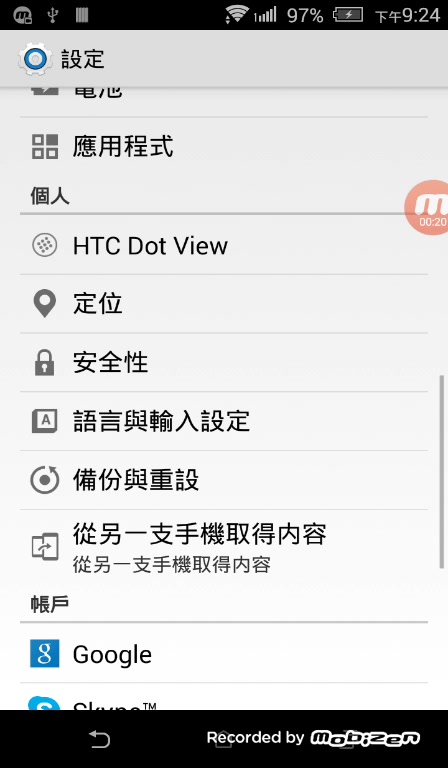 97% 下午9:24
設定
電池
應用程式
個人
00:20
HTC Dot View
定位
安全性
語言與輸入設定
備份與重設
從另一支手機取得内容
從另一支手機取得内容
帳戶
Google
Skype™
Recorded by Mobizen